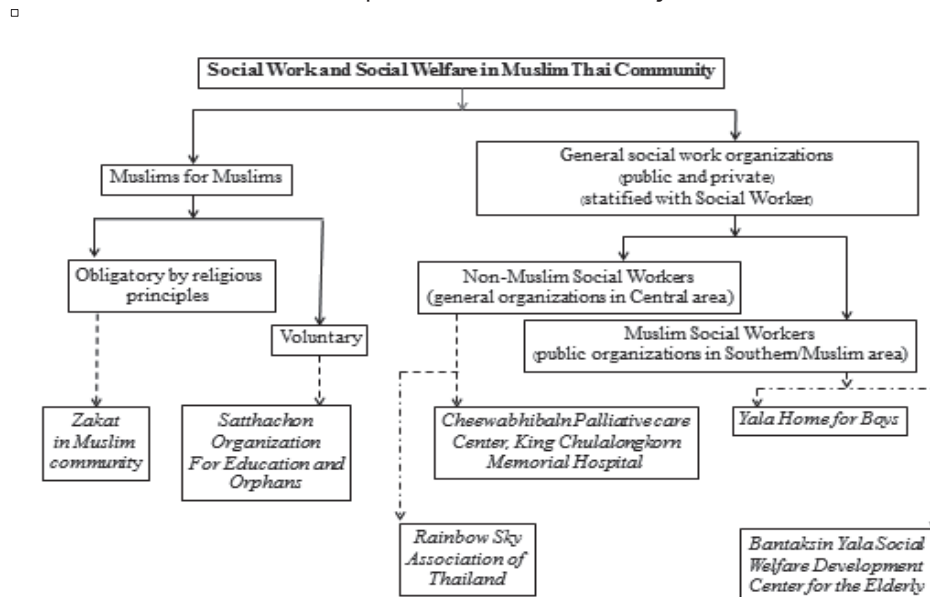 Social Work and Social Welfare in Muslim Thai Community
Muslims for Muslims
General social work organizations
(public and private)
(statified with Social Worker)
Obligatory by religious
principles
Voluntary
Non-Muslim Social Workers
(general organizations in Central area)
Muslim Social Workers
(public organizations in Southern/Muslim area)
Zakat
in Muslim
community
Satthachon
Organization
For Education and
Orphans
Cheewabhibaln Palliative care
Center, King Chulalongkorn
Memorial Hospital
Yala Home for Boys
Rainbow Sky
Association of
Thailand
Bantaksin Yala Social
Welfare Development
Center for the Elderly